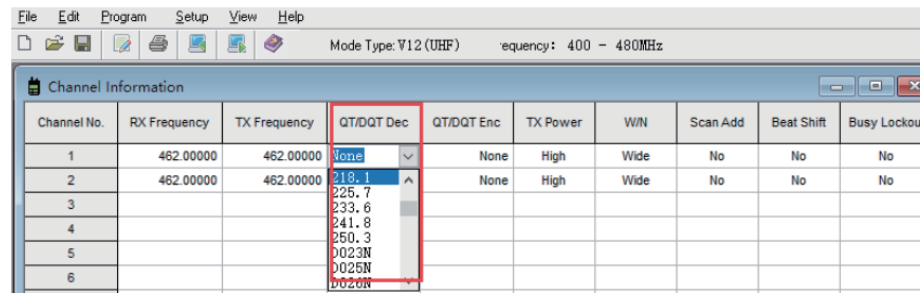 File Edit Program Setup View Help
Mode Type:V12(UHF) equency: 400 - 480MHz
Channel Information
Channel No. RX Frequency TX Frequency QT/DQT Dec QT/DQT Enc TX Power W/N Scan Add Beat Shift Busy Lockou
1 462.00000 462.00000 None None High Wide No No No
2 462.00000 462.00000 218.1 None High Wide No No No
225.7
3 233.6
4 241.8
250.3
5 D023N
D025N
6 D026N